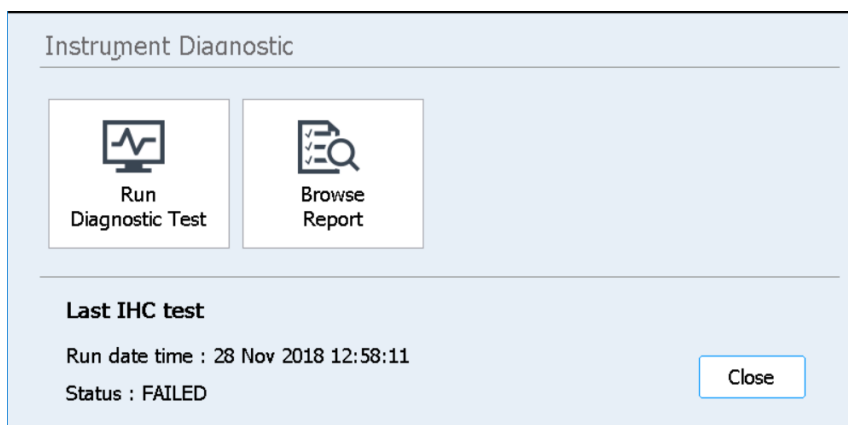 Instrument Diagnostic
Run
Diagnostic Test
Browse
Report
Last IHC test
Run date time : 28 Nov 2018 12:58:11
Status : FAILED
Close